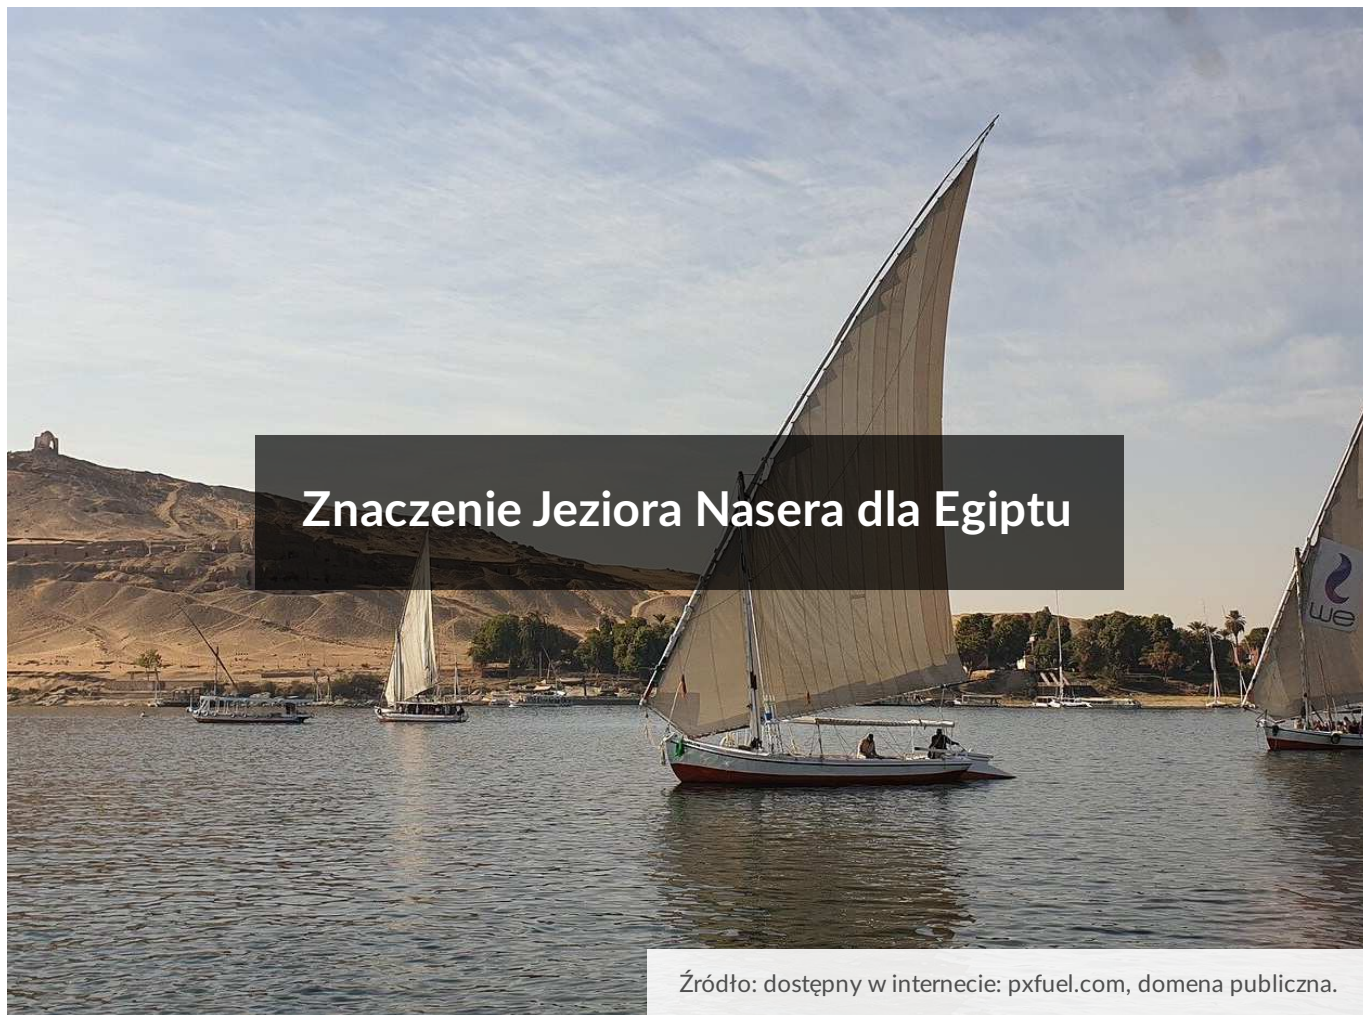 Znaczenie Jeziora Nasera dla Egiptu
we
Źródło: dostępny w internecie: pxfuel.com, domena publiczna.